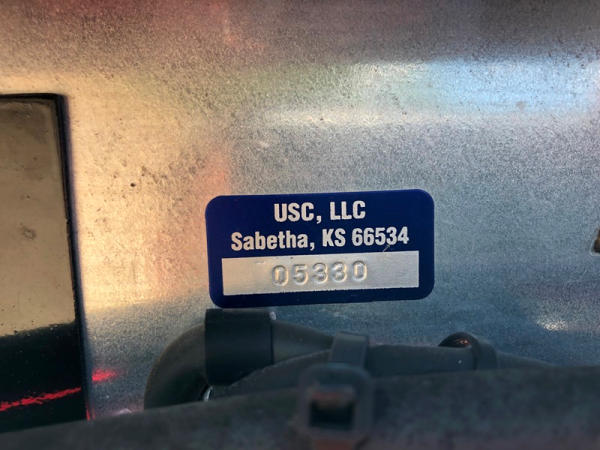 USC, LLC
Sabetha, KS 66534
05330